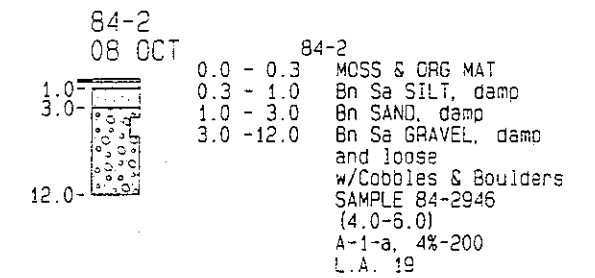 84-2
08 OCT
1.0-
3.0-
12.0-
84-2
0.0 - 0.3 MOSS & ORG MAT
0.3 - 1.0 Bn Sa SILT, damp
1.0 - 3.0 Bn SAND, damp
3.0 -12.0 Bn Sa GRAVEL, damp
and loose
w/Cobbles & Boulders
SAMPLE 84-2946
(4.0-6.0)
A-1-a, 4%-200
L.A. 19